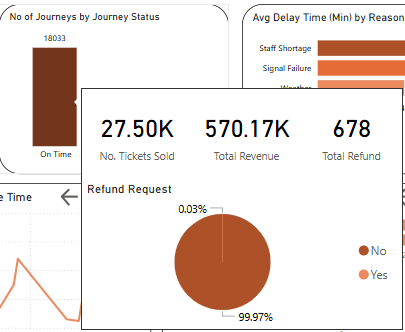 No of Journeys by Journey Status
18033
On Time
Avg Delay Time (Min) by Reason
Staff Shortage
Signal Failure
Weather
27.50K
No. Tickets Sold
570.17K
Total Revenue
678
Total Refund
Refund Request
0.03%
99.97%
No
Yes
e Time